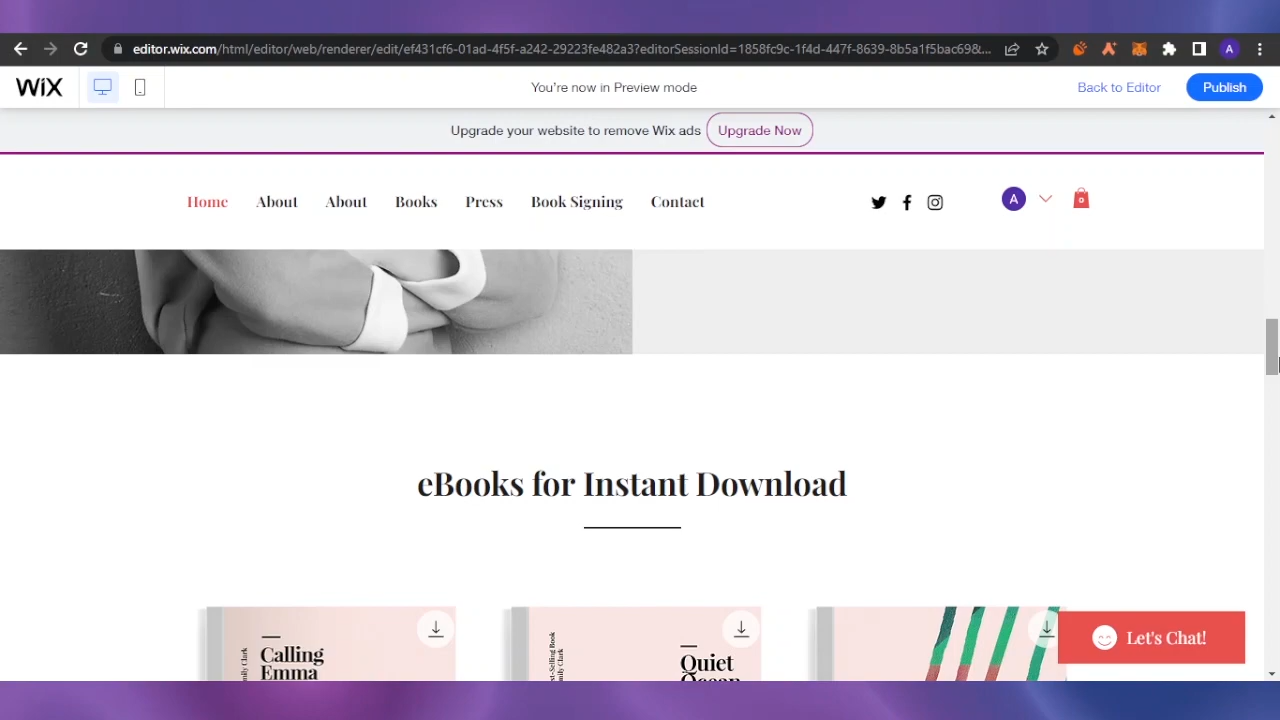 editor.wix.com/html/editor/web/renderer/edit/ef431cf6-01ad-4f5f-a242-29223fe482a3?editorSessionId=1858fc9c-1f4d-447f-8639-8b5a1f5bac69&...
A
WiX
You're now in Preview mode
Back to Editor
Publish
Upgrade your website to remove Wix ads
Upgrade Now
Home About About Books Press Book Signing Contact
A
0
eBooks for Instant Download
Calling
Emma
Quiet
Ocean
Let's Chat!